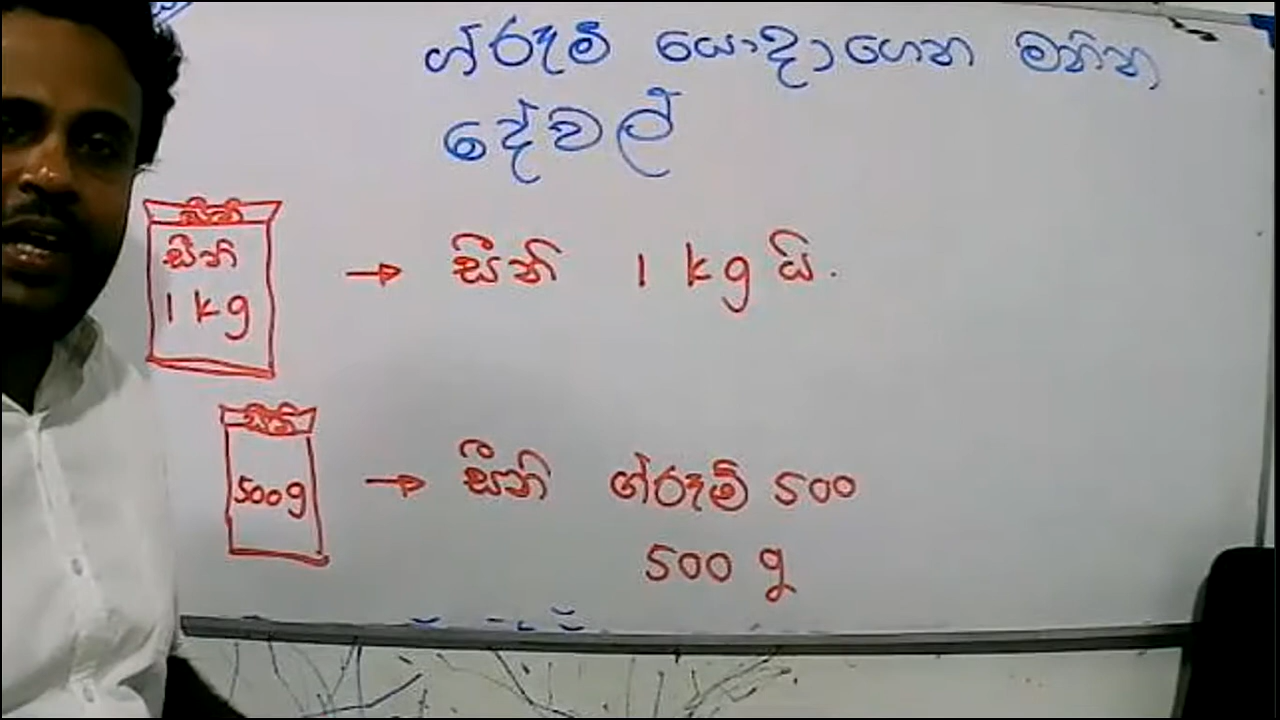 ග්රෑම් යොදාගෙන මනින
දේවල්
සීනි
සීනි
1 kg
→ සීනි 1 kg යි.
සීනි
500g
→ සීනි ග්රෑම් 500
500 g